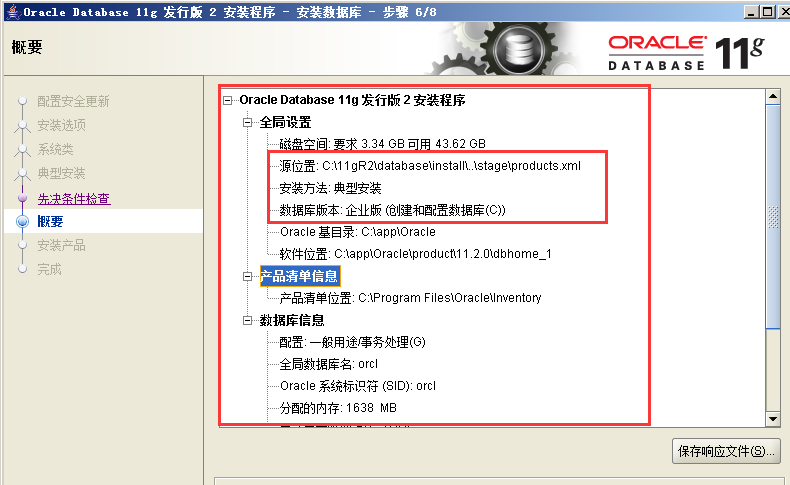 Oracle Database 11g 发行版 2 安装程序 - 安装数据库 - 步骤 6/8
概要
ORACLE
DATABASE
11g
配置安全更新
安装选项
系统类
典型安装
先决条件检查
概要
安装产品
完成
Oracle Database 11g 发行版 2 安装程序
全局设置
磁盘空间: 要求 3.34 GB 可用 43.62 GB
源位置: C:\11gR2\database\install\..\stage\products.xml
安装方法: 典型安装
数据库版本: 企业版 (创建和配置数据库(C))
Oracle 基目录: C:\app\Oracle
软件位置: C:\app\Oracle\product\11.2.0\dbhome_1
产品清单信息
产品清单位置: C:\Program Files\Oracle\Inventory
数据库信息
配置: 一般用途/事务处理(G)
全局数据库名: orcl
Oracle 系统标识符 (SID): orcl
分配的内存: 1638 MB
保存响应文件(S)...